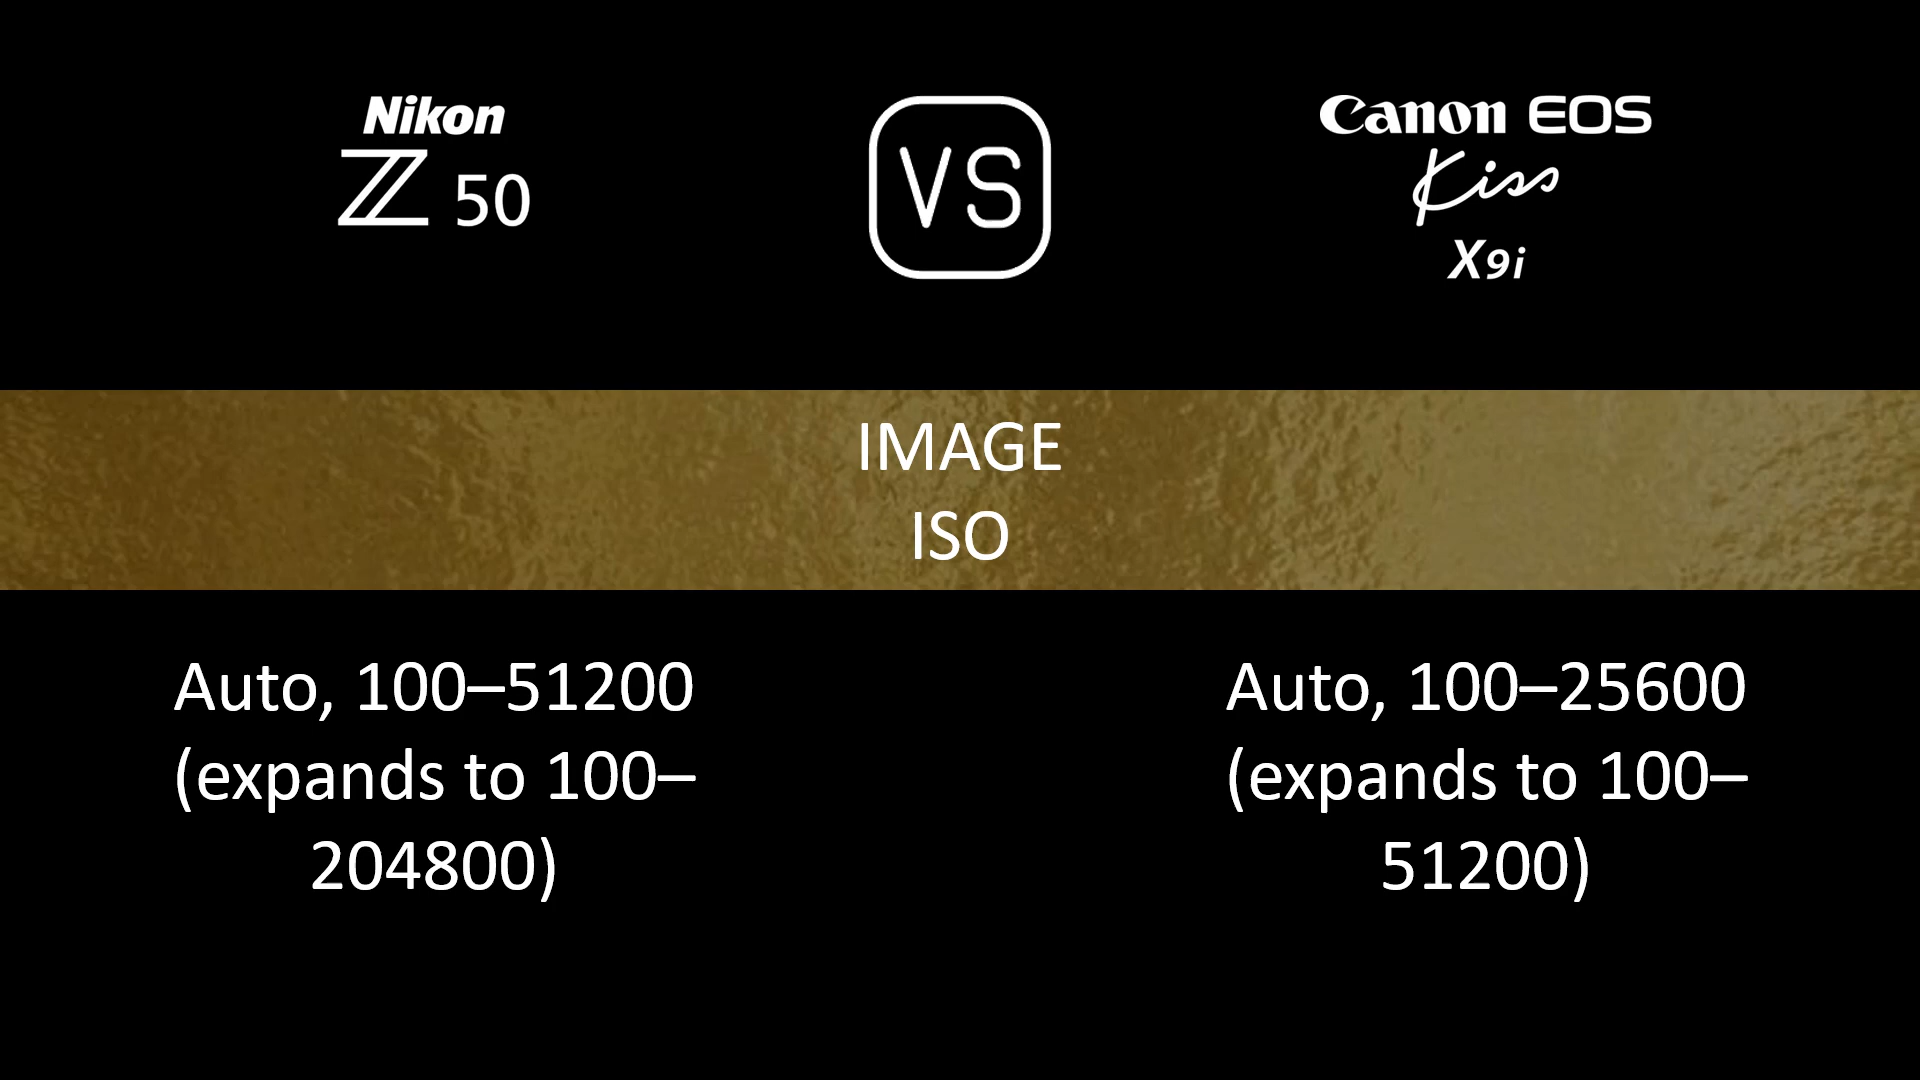 Nikon
Z 50
VS
Canon EOS
Kiss
X9i
IMAGE
ISO
Auto, 100–51200
(expands to 100–
204800)
Auto, 100–25600
(expands to 100–
51200)